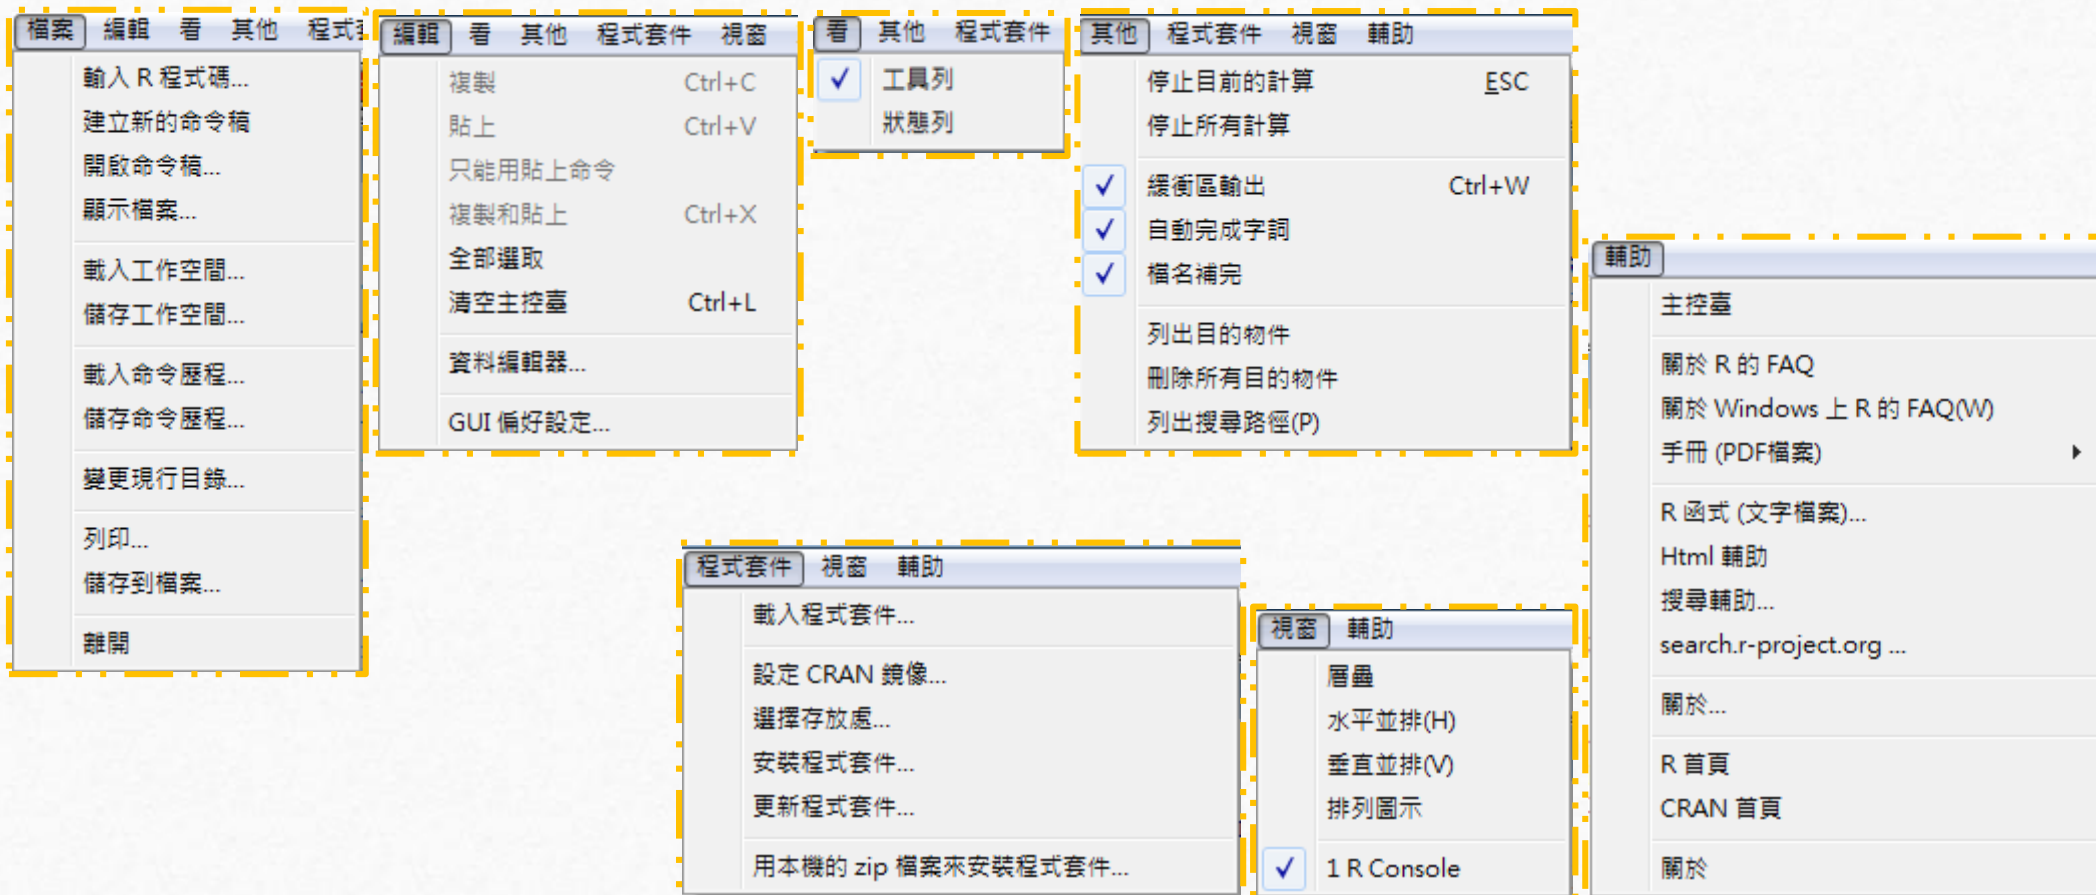 檔案 編輯 看 其他
輸入 R 程式碼...
建立新的命令稿
開啟命令稿...
顯示檔案...
載入工作空間...
儲存工作空間...
載入命令歷程...
儲存命令歷程...
變更現行目錄...
列印...
儲存到檔案...
離開
編輯 看 其他 程式套件 視窗
複製 Ctrl+C
貼上 Ctrl+V
只能用貼上命令
複製和貼上 Ctrl+X
全部選取
清空主控臺 Ctrl+L
資料編輯器...
GUI 偏好設定...
看 其他 程式套件
工具列
狀態列
其他 程式套件 視窗 輔助
停止目前的計算 ESC
停止所有計算
緩衝區輸出 Ctrl+W
自動完成字詞
檔名補完
列出目的物件
刪除所有目的物件
列出搜尋路徑(P)
程式套件 視窗 輔助
載入程式套件...
設定 CRAN 鏡像...
選擇存放處...
安裝程式套件...
更新程式套件...
用本機的 zip 檔案來安裝程式套件...
視窗 輔助
層疊
水平並排(H)
垂直並排(V)
排列圖示
1 R Console
輔助
主控臺
關於 R 的 FAQ
關於 Windows 上 R 的 FAQ(W)
手冊 (PDF檔案)
R 函式 (文字檔案)...
Html 輔助
搜尋輔助...
search.r-project.org ...
關於...
R 首頁
CRAN 首頁
關於